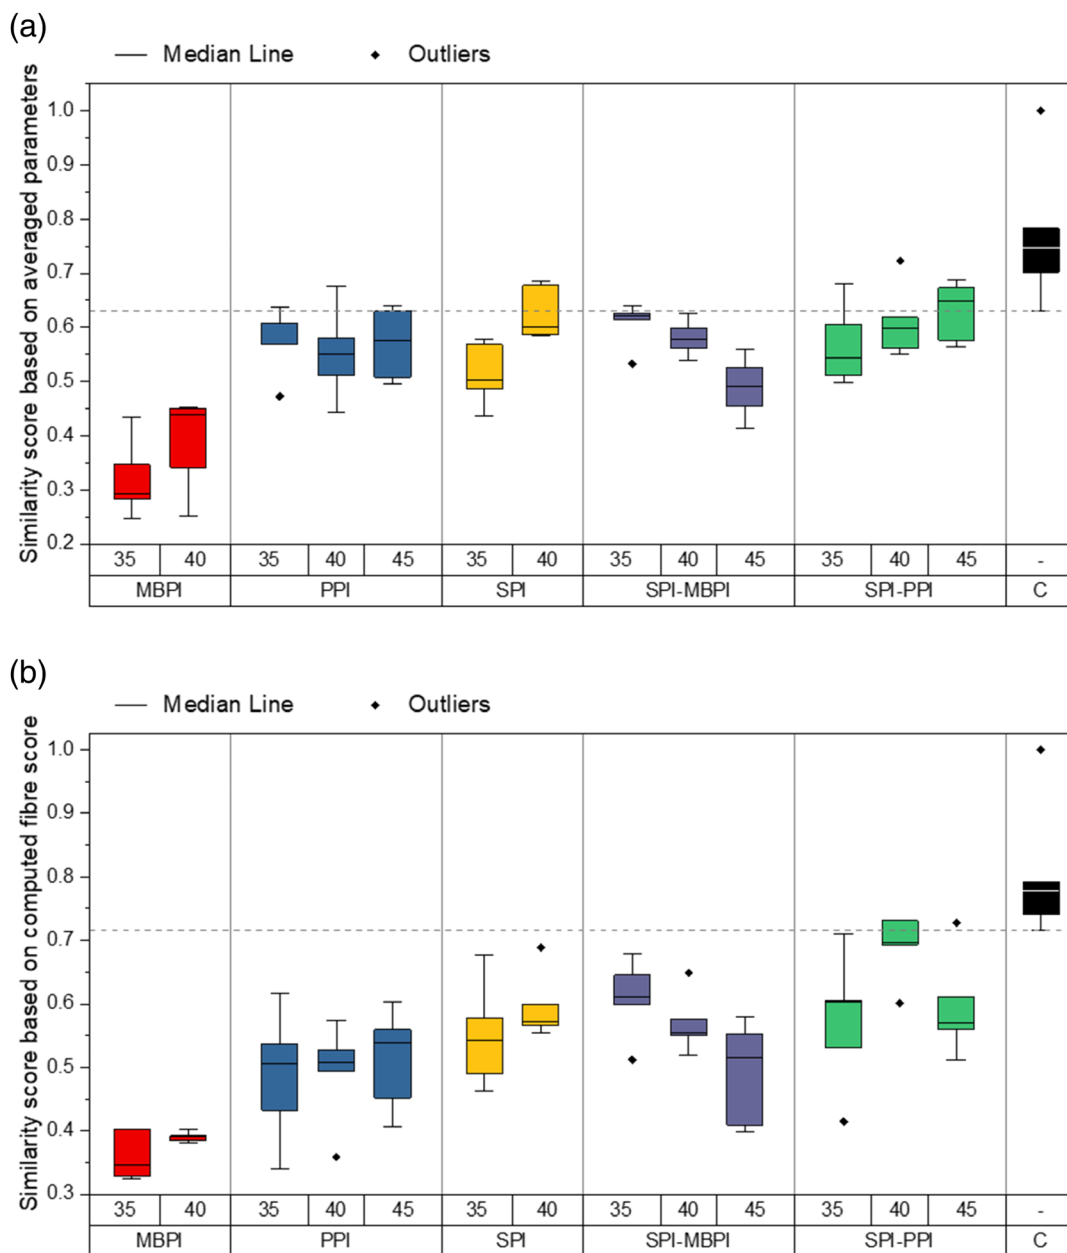 (a)
Median Line Outliers
Similarity score based on averaged parameters
1.0
0.9
0.8
0.7
0.6
0.5
0.4
0.3
0.2
35 40 35 40 45 35 40 35 40 45 35 40 45 -
MBPI PPI SPI SPI-MBPI SPI-PPI C
(b)
Median Line Outliers
Similarity score based on computed fibre score
1.0
0.9
0.8
0.7
0.6
0.5
0.4
0.3
35 40 35 40 45 35 40 35 40 45 35 40 45 -
MBPI PPI SPI SPI-MBPI SPI-PPI C